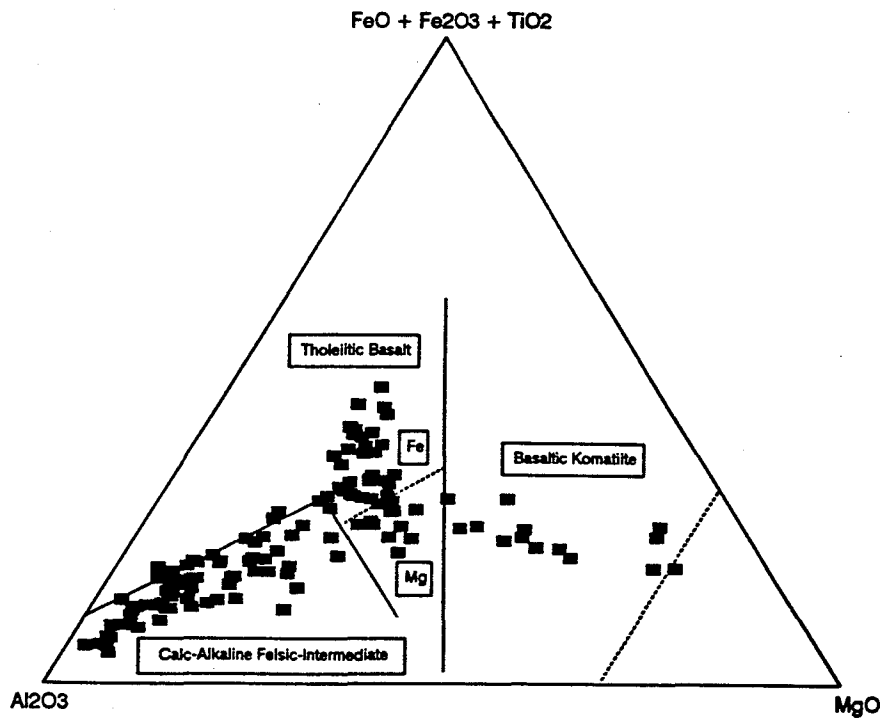 FeO + Fe2O3 + TiO2
Tholeiitic Basalt
Fe
Basaltic Komatiite
Mg
Calc-Alkaline Felsic-Intermediate
Al2O3
MgO